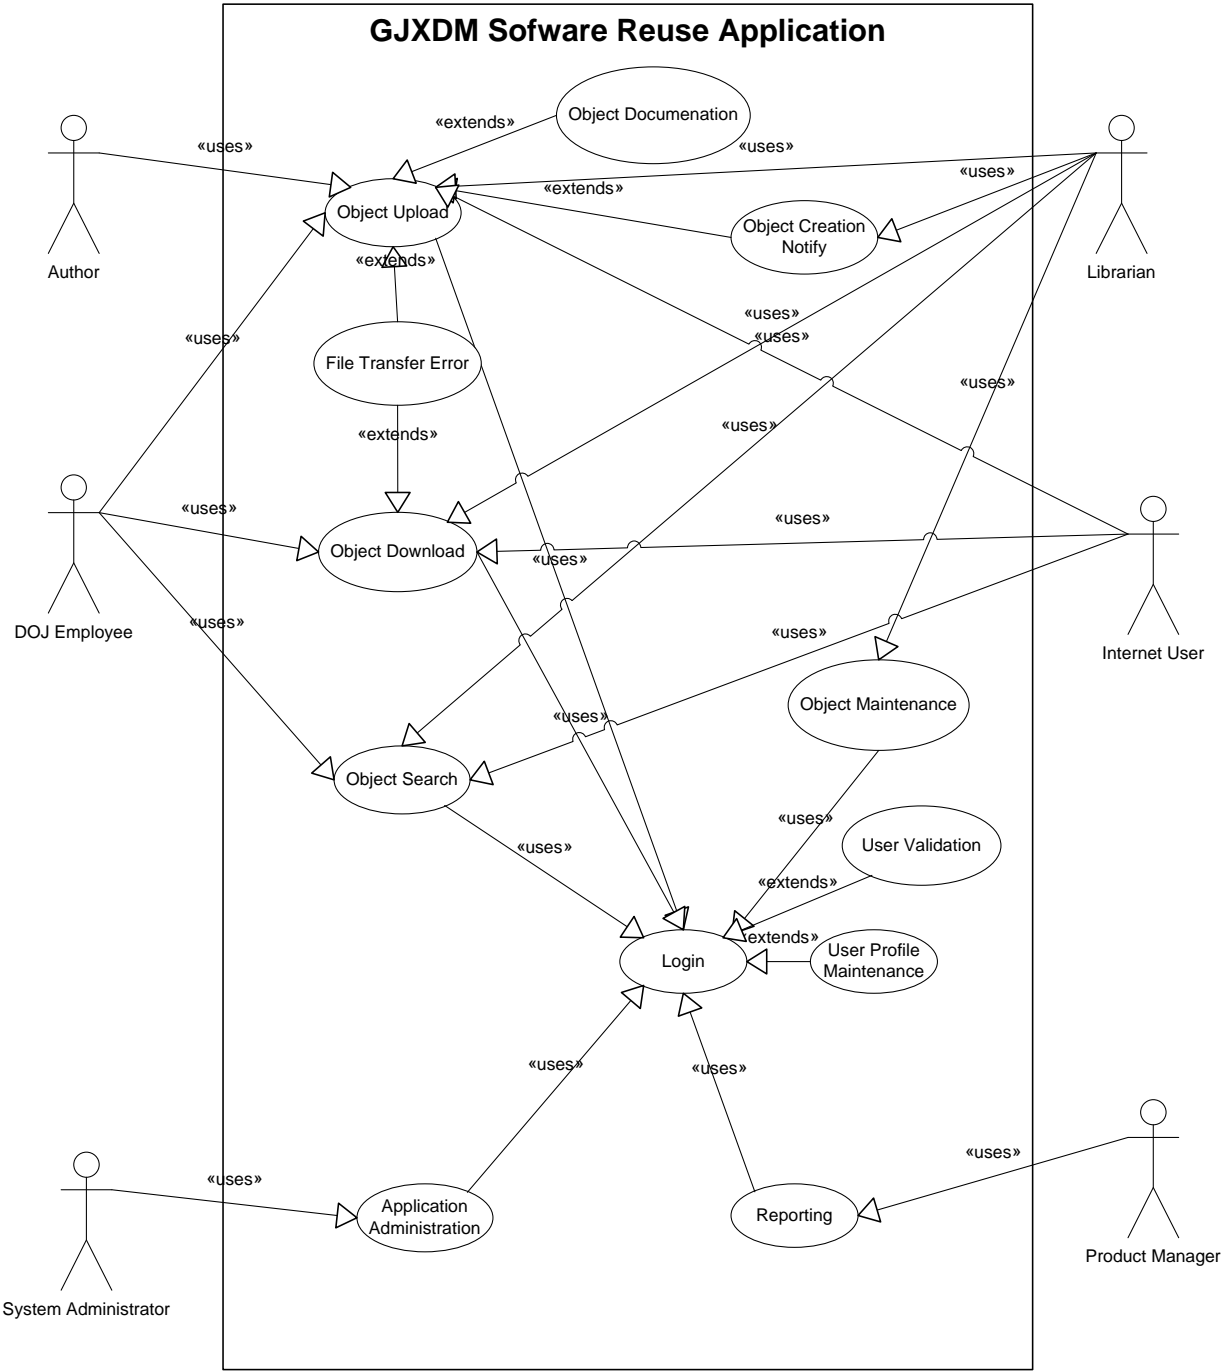 GJXDM Sofware Reuse Application
Object Documenation
«extends»
«uses»
«uses»
«uses»
«extends»
Object Upload
Object Creation
Notify
«extends»
Author
Librarian
«uses»
«uses»
«uses»
File Transfer Error
«uses»
«uses»
«extends»
«uses»
«uses»
«uses»
Object Download
«uses»
DOJ Employee
«uses»
«uses»
Internet User
Object Maintenance
«uses»
Object Search
«uses»
«uses»
User Validation
«extends»
«extends»
User Profile
Maintenance
Login
«uses»
«uses»
«uses»
«uses»
Application
Administration
Reporting
Product Manager
System Administrator